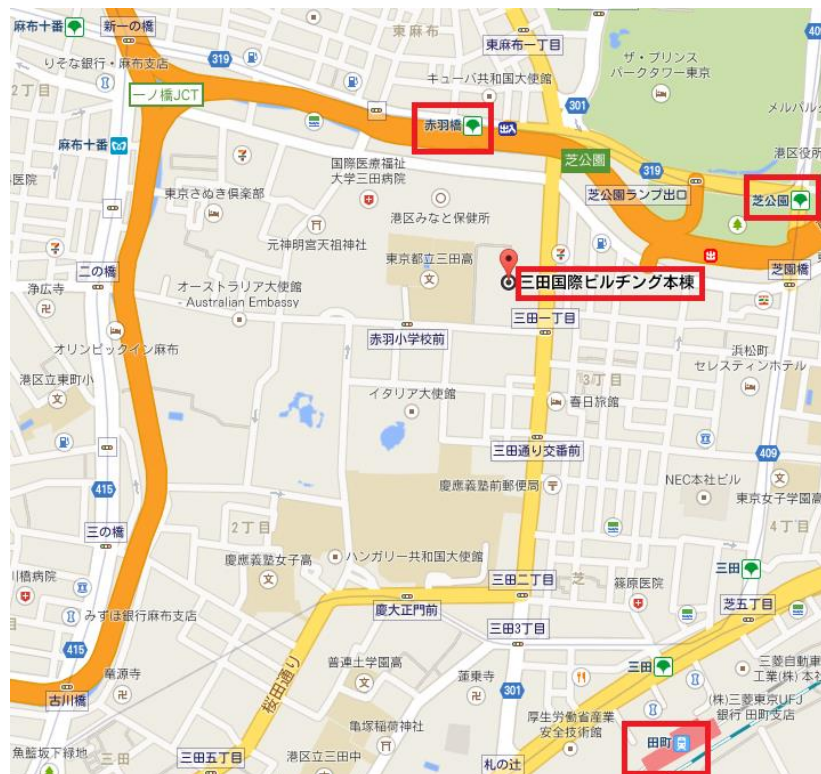 麻布十番
新一の橋
東麻布
東麻布一丁目
409
りそな銀行・麻布支店
319
ザ・プリンス
パークタワー東京
2丁目
一ノ橋JCT
キューバ共和国大使館
301
メルパルク
赤羽橋
出入
麻布十番
国際医療福祉
大学三田病院
芝公園
319
港区役所
医院
東京さぬき倶楽部
港区みなと保健所
芝公園ランプ出口
芝公園
元神明宮天祖神社
東京都立三田高
出
二の橋
芝園橋
浄広寺
オーストラリア大使館
- Australian Embassy
三田国際ビルヂング本棟
三田一丁目
オリンピックイン麻布
赤羽小学校前
浜松町
セレスティンホテル
港区立東町小
3丁目
イタリア大使館
春日旅館
三田通り交番前
409
415
慶應義塾前郵便局
NEC本社ビル
東京女子学園高
三の橋
2丁目
4丁目
慶應義塾女子高
ハンガリー共和国大使館
三田
川橋病院
三田二丁目
芝
篠原医院
みずほ銀行麻布支店
慶大正門前
芝五丁目
三田3丁目
415
桜田通り
普連土学園高
三田
三菱自動車
工業(株)本社
竜源寺
蓮乗寺
301
古川橋
(株)三菱東京UFJ
銀行 田町支店
亀塚稲荷神社
厚生労働省産業
安全技術館
田町
魚籃坂下緑地
三田
三田五丁目
港区立三田中
札の辻